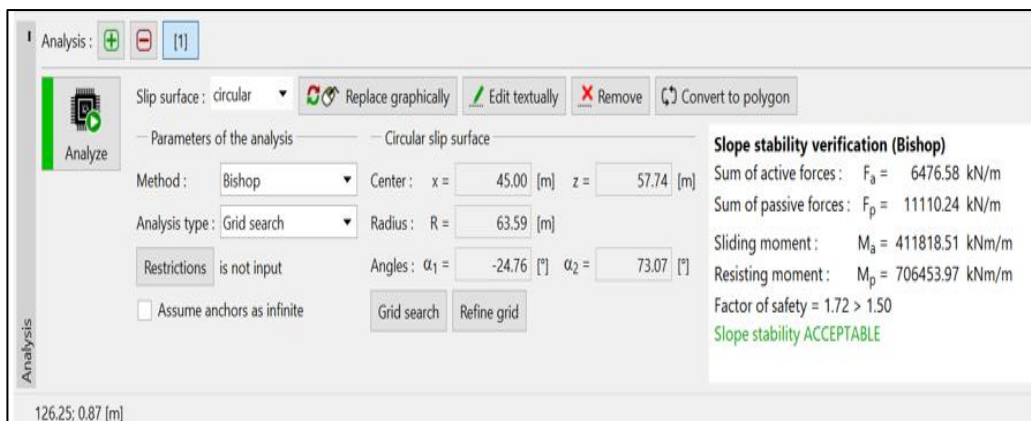 Analysis : [1]
Slip surface : circular Replace graphically Edit textually Remove Convert to polygon
Analyze
Parameters of the analysis Circular slip surface
Method : Bishop Center : x = 45.00 [m] z = 57.74 [m]
Analysis type : Grid search Radius : R = 63.59 [m]
Restrictions is not input Angles : α1 = -24.76 [°] α2 = 73.07 [°]
Assume anchors as infinite Grid search Refine grid
Slope stability verification (Bishop)
Sum of active forces : Fa = 6476.58 kN/m
Sum of passive forces : Fp = 11110.24 kN/m
Sliding moment : Ma = 411818.51 kNm/m
Resisting moment : Mp = 706453.97 kNm/m
Factor of safety = 1.72 > 1.50
Slope stability ACCEPTABLE
Analysis
126.25; 0.87 [m]